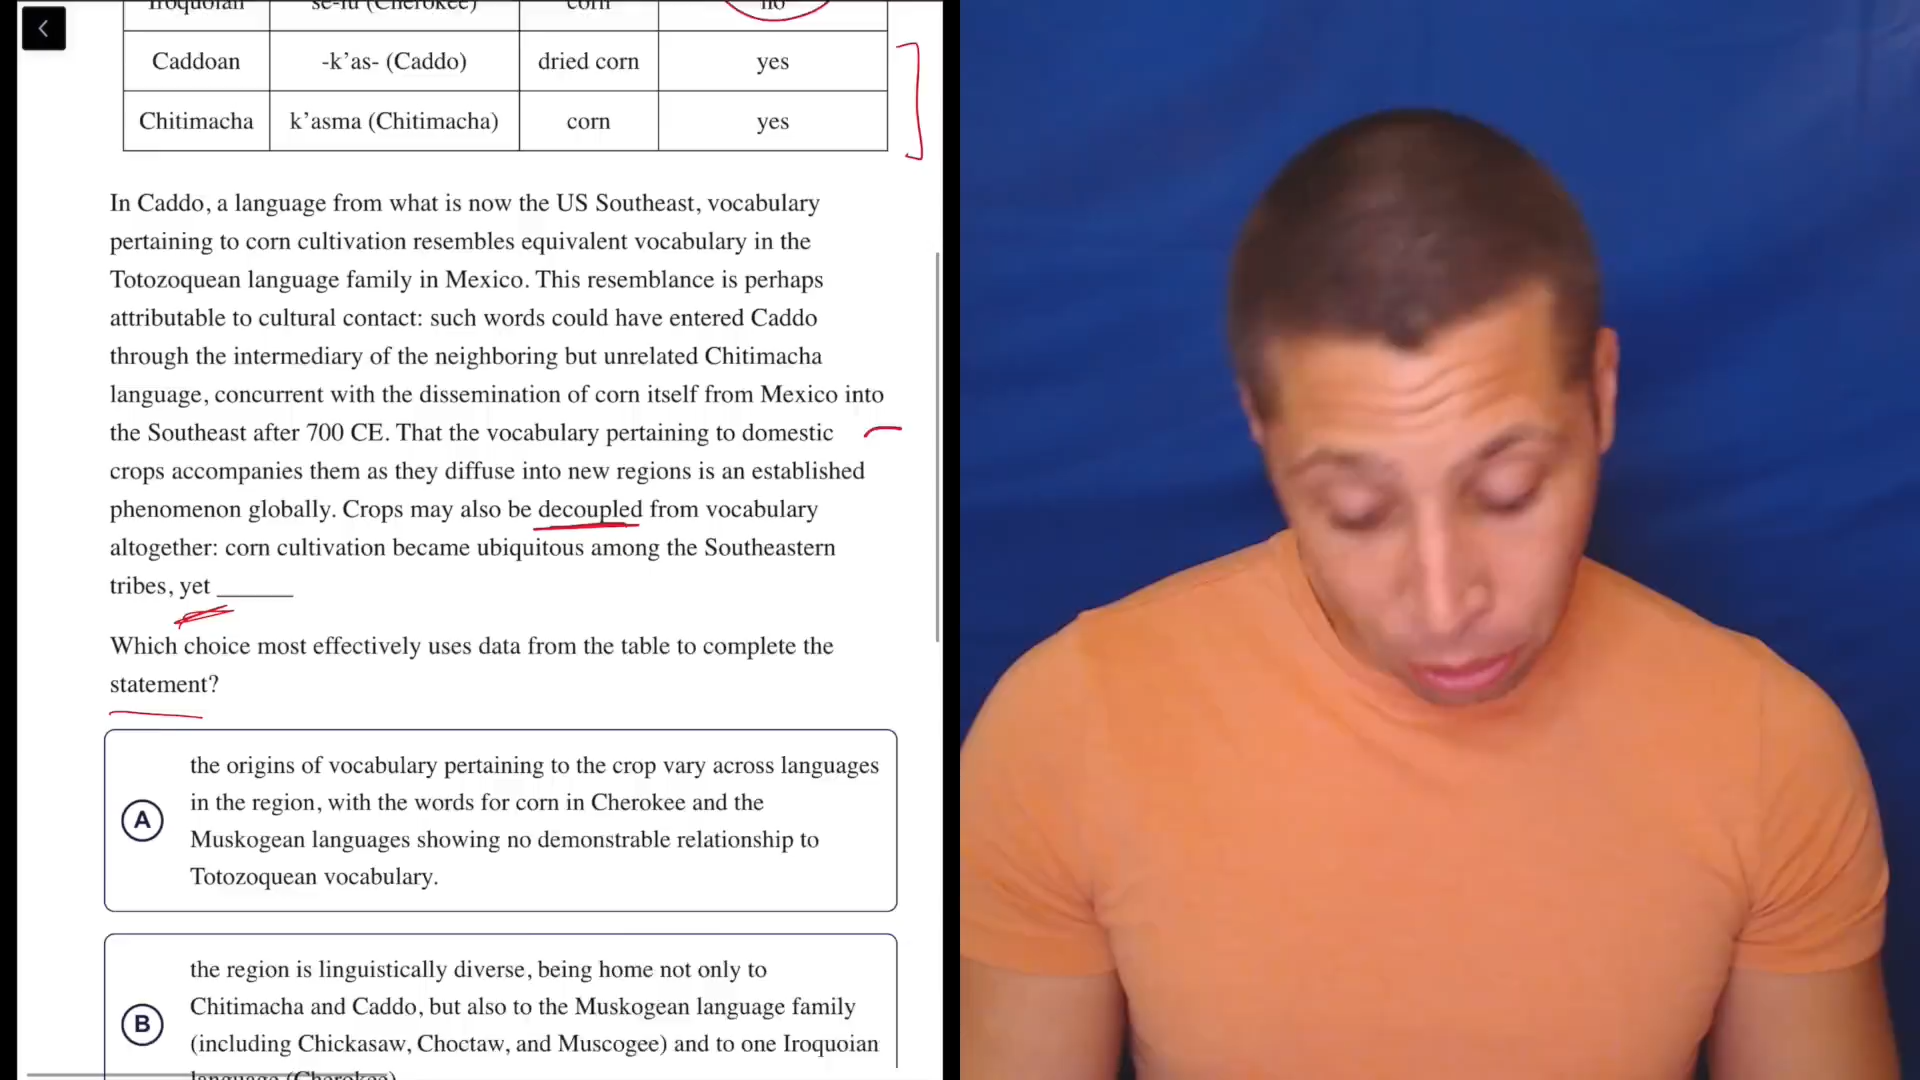 Iroquoian se-lu (Cherokee) corn no
Caddoan -k’as- (Caddo) dried corn yes
Chitimacha k’asma (Chitimacha) corn yes
In Caddo, a language from what is now the US Southeast, vocabulary
pertaining to corn cultivation resembles equivalent vocabulary in the
Totozoquean language family in Mexico. This resemblance is perhaps
attributable to cultural contact: such words could have entered Caddo
through the intermediary of the neighboring but unrelated Chitimacha
language, concurrent with the dissemination of corn itself from Mexico into
the Southeast after 700 CE. That the vocabulary pertaining to domestic
crops accompanies them as they diffuse into new regions is an established
phenomenon globally. Crops may also be decoupled from vocabulary
altogether: corn cultivation became ubiquitous among the Southeastern
tribes, yet ______
Which choice most effectively uses data from the table to complete the
statement?
A
the origins of vocabulary pertaining to the crop vary across languages
in the region, with the words for corn in Cherokee and the
Muskogean languages showing no demonstrable relationship to
Totozoquean vocabulary.
B
the region is linguistically diverse, being home not only to
Chitimacha and Caddo, but also to the Muskogean language family
(including Chickasaw, Choctaw, and Muscogee) and to one Iroquoian
language (Cherokee)